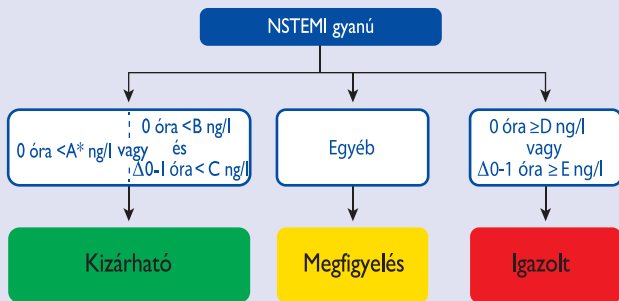 NSTEMI gyanú
0 óra <A* ng/l vagy
0 óra <B ng/l
és
Δ0-1 óra < C ng/l
Egyéb
0 óra ≥D ng/l
vagy
Δ0-1 óra ≥ E ng/l
Kizárható
Megfigyelés
Igazolt